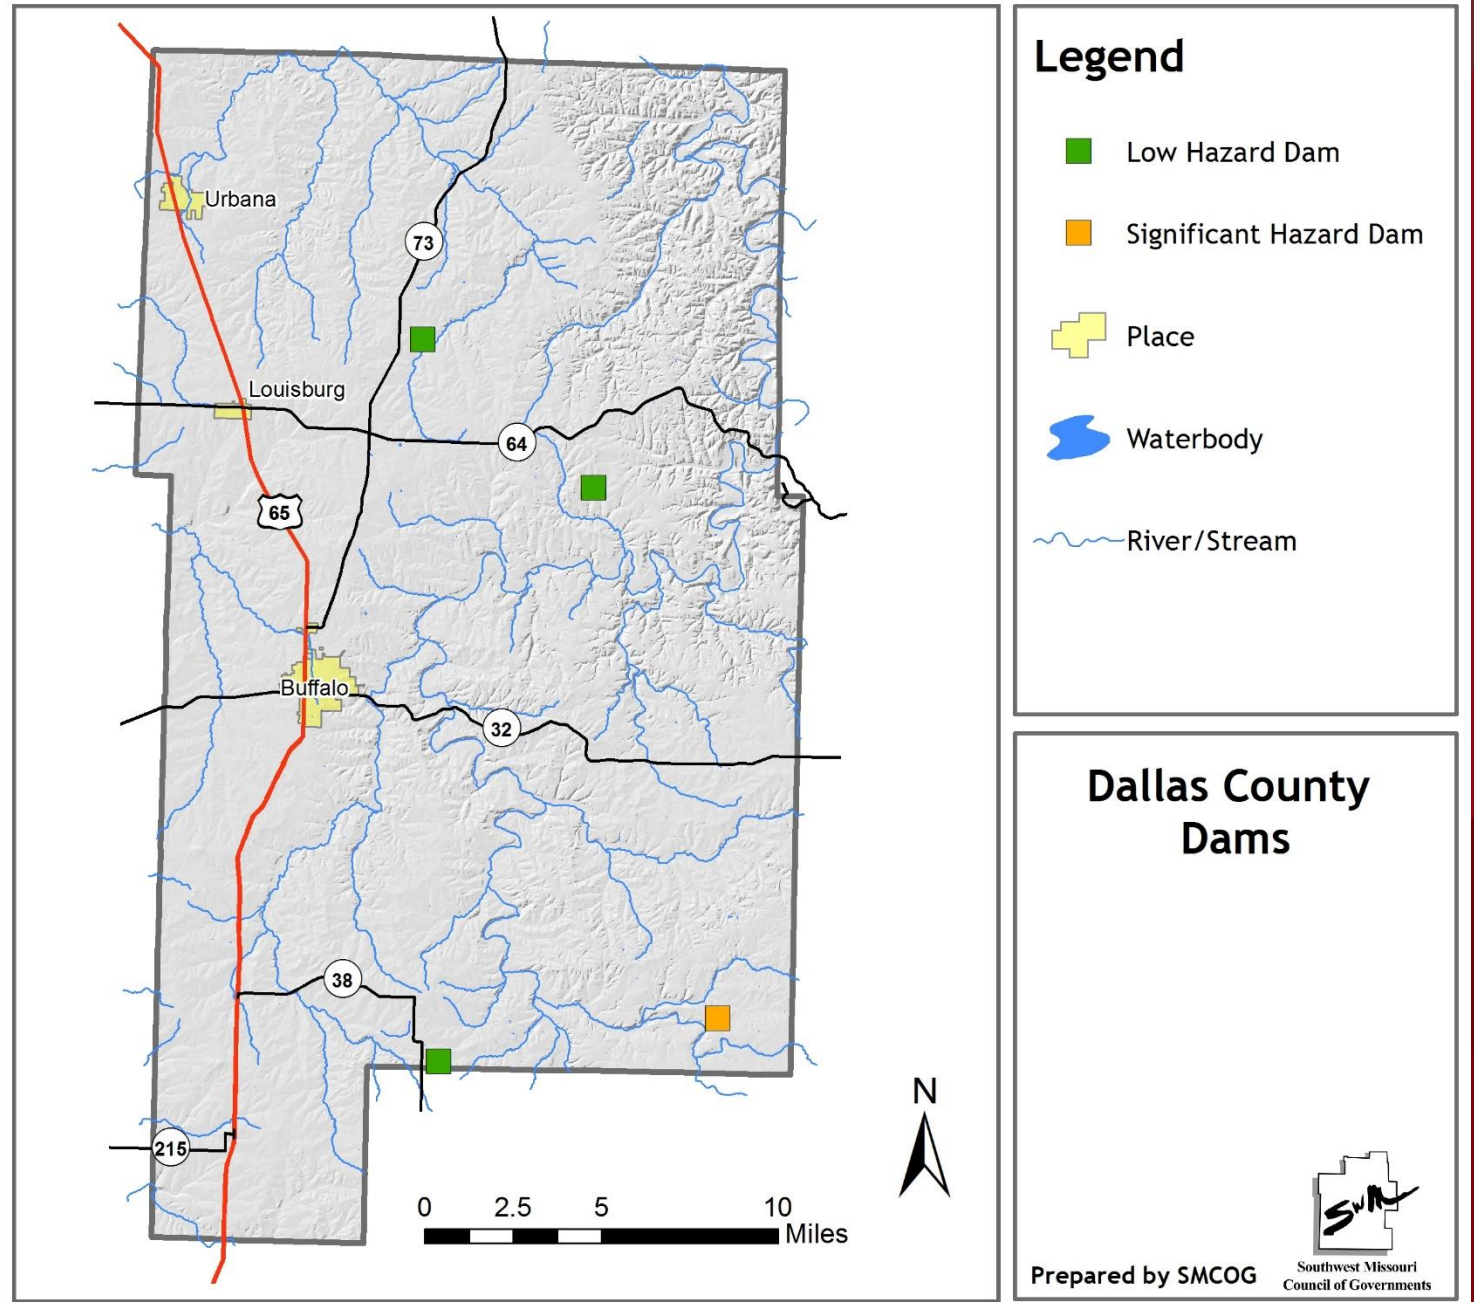 Urbana
73
Louisburg
64
65
Buffalo
32
38
215
N
0 2.5 5 10
Miles
Legend
Low Hazard Dam
Significant Hazard Dam
Place
Waterbody
River/Stream
Dallas County
Dams
Prepared by SMCOG
SWM
Southwest Missouri
Council of Governments